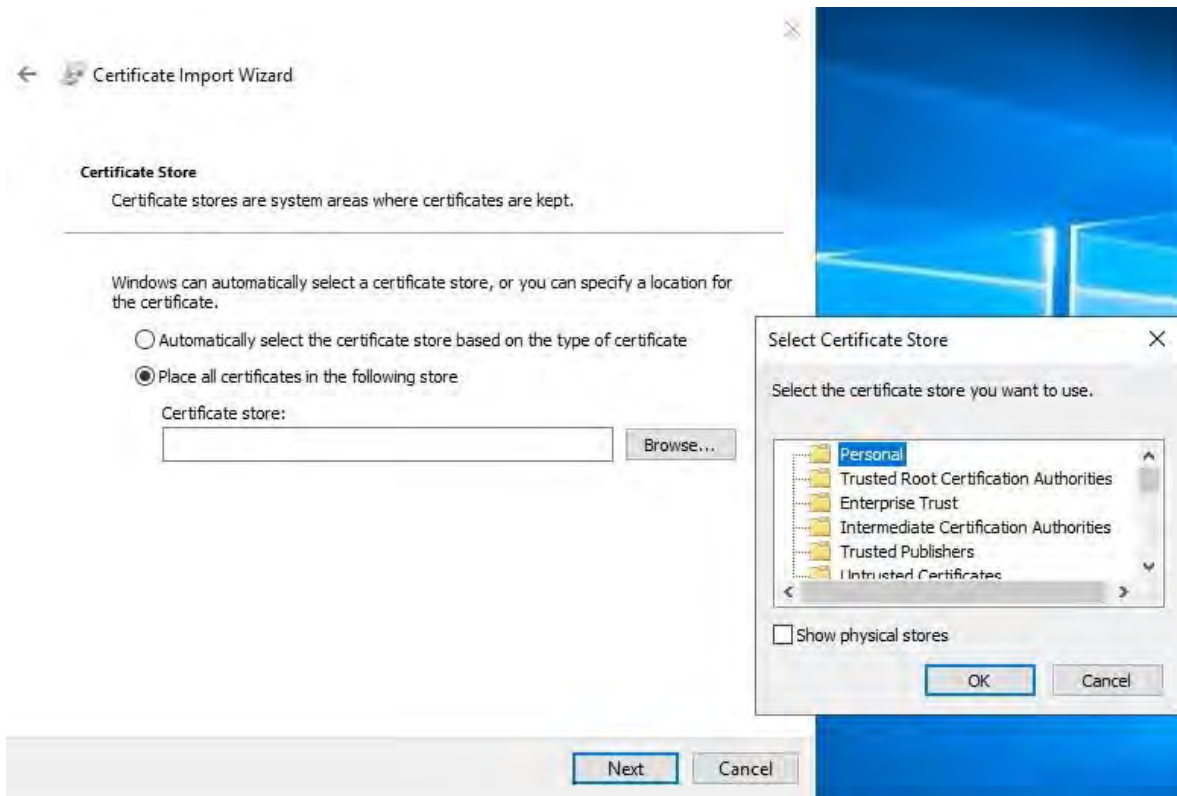 Certificate Import Wizard
Certificate Store
Certificate stores are system areas where certificates are kept.
Windows can automatically select a certificate store, or you can specify a location for
the certificate.
Automatically select the certificate store based on the type of certificate
Place all certificates in the following store
Certificate store:
Browse...
Next
Cancel
Select Certificate Store
Select the certificate store you want to use.
Personal
Trusted Root Certification Authorities
Enterprise Trust
Intermediate Certification Authorities
Trusted Publishers
Untrusted Certificates
Show physical stores
OK
Cancel